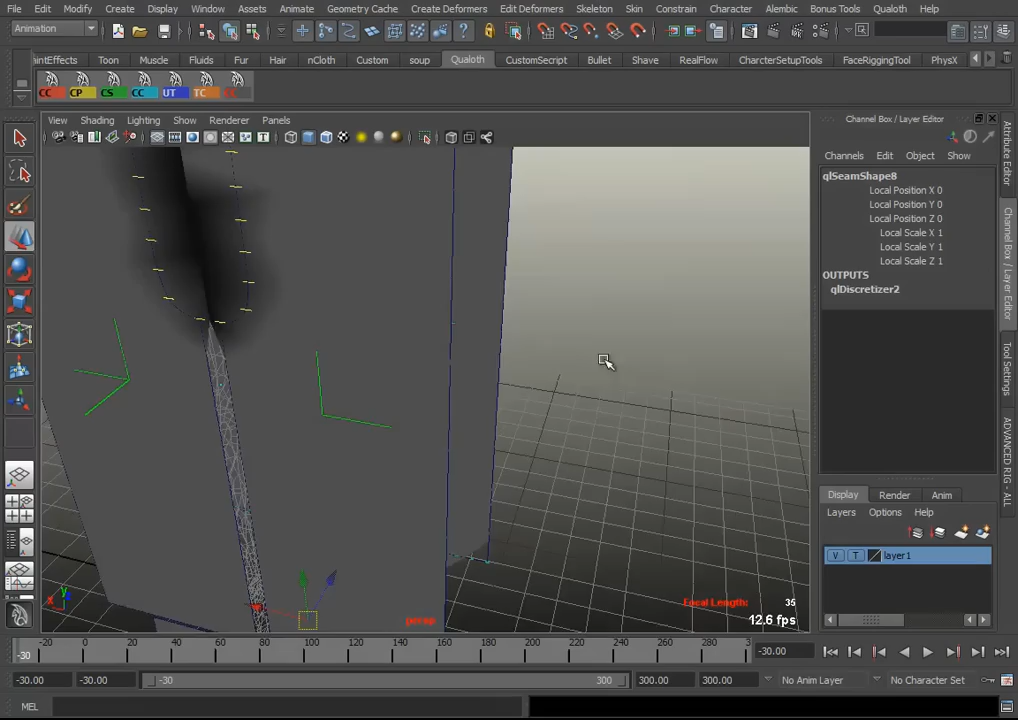 File Edit Modify Create Display Window Assets Animate Geometry Cache Create Deformers Edit Deformers Skeleton Skin Constrain Character Alembic Bonus Tools Qualoth Help
Animation
aintEffects Toon Muscle Fluids Fur Hair nCloth Custom soup Qualoth CustomSecript Bullet Shave RealFlow CharcterSetupTools FaceRiggingTool PhysX
CC CP CS CC UT TC CC
View Shading Lighting Show Renderer Panels
Channel Box / Layer Editor
Channels Edit Object Show
qlSeamShape8
Local Position X 0
Local Position Y 0
Local Position Z 0
Local Scale X 1
Local Scale Y 1
Local Scale Z 1
OUTPUTS
qlDiscretizer2
Attribute Editor
Channel Box / Layer Editor
Tool Settings
ADVANCED RIG - ALL
Display Render Anim
Layers Options Help
V T layer1
Focal Length: 35
persp
12.6 fps
y x
-20 0 20 40 60 80 100 120 140 160 180 200 220 240 260 280 3
-30
-30.00
-30.00 -30.00 -30 300 300.00 300.00 No Anim Layer No Character Set
MEL